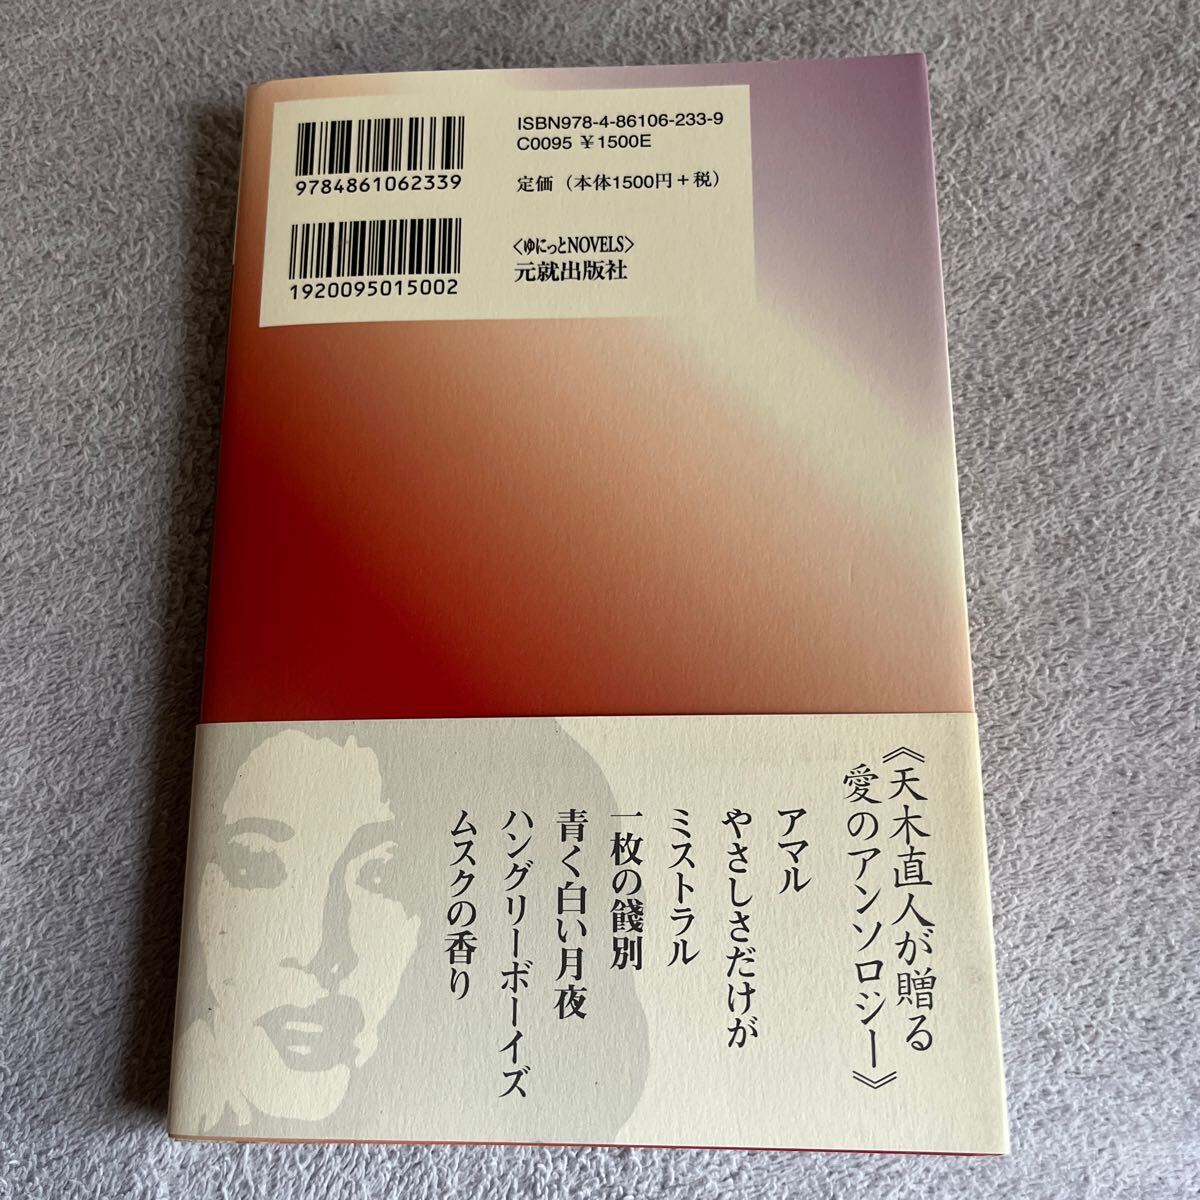 ISBN978-4-86106-233-9
C0095 ¥1500E
9784861062339
定価（本体1500円＋税）
1920095015002
〈ゆにっとNOVELS〉
元就出版社
《天木直人が贈る
愛のアンソロジー》
アマル
やさしさだけが
ミストラル
一枚の餞別
青く白い月夜
ハングリーボーイズ
ムスクの香り